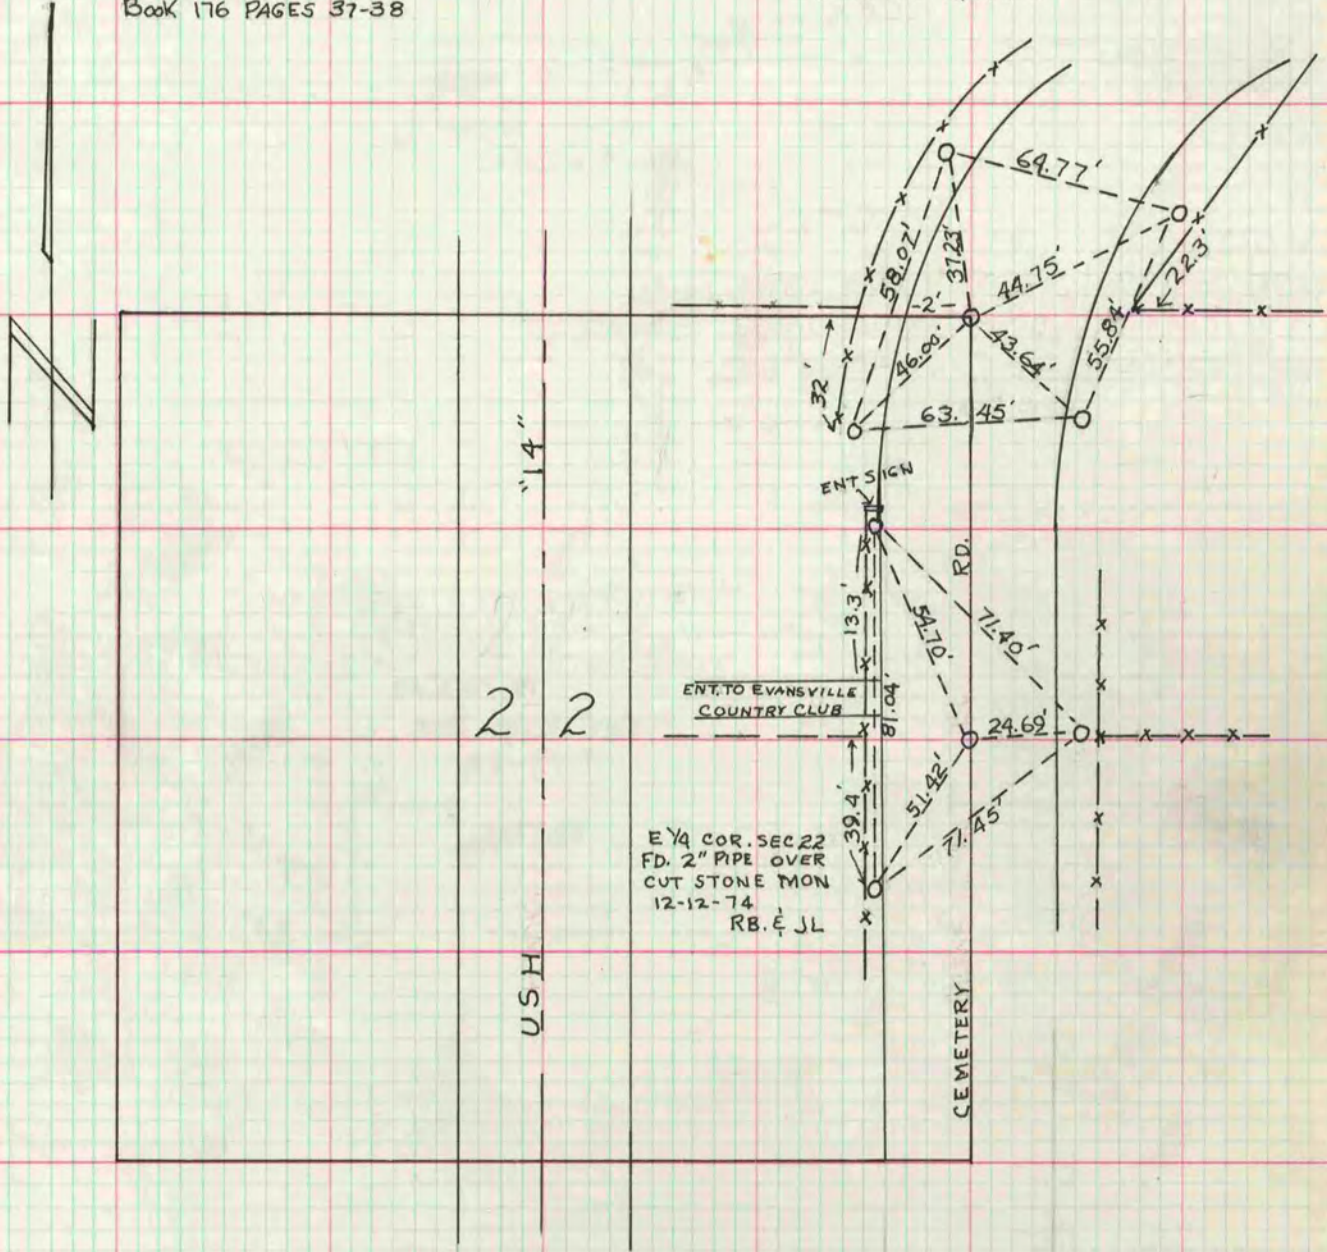 Book 176 PAGES 37-38
N
64.77'
58.07'
37.23'
44.75'
22.3'
-2'
46.00'
43.64'
55.84'
32'
63.45'
"14"
ENT SIGN
RD.
13.3'
54.70'
71.40'
2 2
ENT. TO EVANSVILLE
COUNTRY CLUB
81.04'
24.62'
39.4'
51.42'
71.45'
E 1/4 COR. SEC 22
FD. 2" PIPE OVER
CUT STONE MON
12-12-74
RB. & JL
USH
CEMETERY